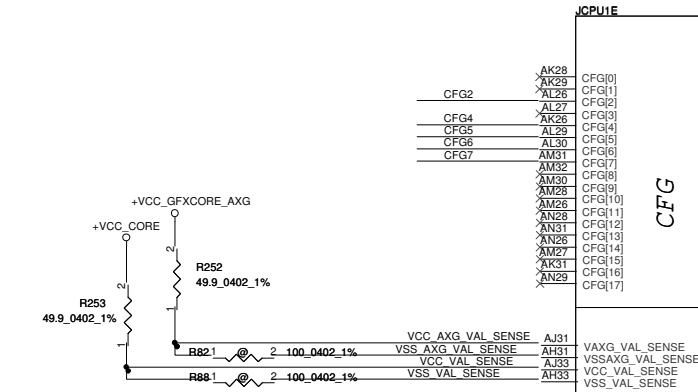 JCPU1E
AK28 CFG[0]
AK29 CFG[1]
CFG2 AL26 CFG[2]
AL27 CFG[3]
CFG4 AK26 CFG[4]
CFG5 AL29 CFG[5]
CFG6 AL30 CFG[6]
CFG7 AM31 CFG[7]
AM32 CFG[8]
AM30 CFG[9]
AM28 CFG[10]
AM26 CFG[11]
AN28 CFG[12]
AN31 CFG[13]
AN26 CFG[14]
AM27 CFG[15]
AK31 CFG[16]
AN29 CFG[17]
CFG
+VCC_GFXCORE_AXG
+VCC_CORE
2
R252
49.9_0402_1%
1
2
R253
49.9_0402_1%
1
VCC_AXG_VAL_SENSE AJ31 VAXG_VAL_SENSE
R82 1 @ 2 100_0402_1% VSS_AXG_VAL_SENSE AH31 VSSAXG_VAL_SENSE
VCC_VAL_SENSE AJ33 VCC_VAL_SENSE
R88 1 @ 2 100_0402_1% VSS_VAL_SENSE AH33 VSS_VAL_SENSE